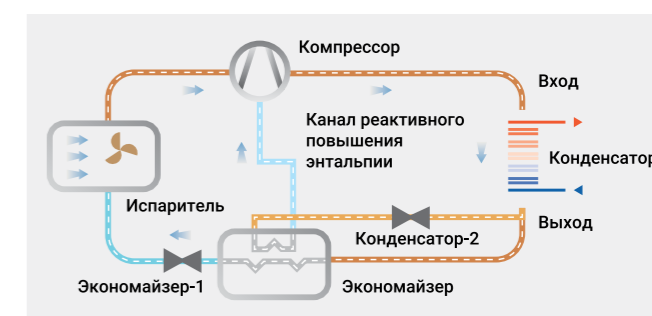 Компрессор
Вход
Канал реактивного
повышения
энтальпии
Конденсатор
Испаритель
Выход
Конденсатор-2
Экономайзер-1
Экономайзер